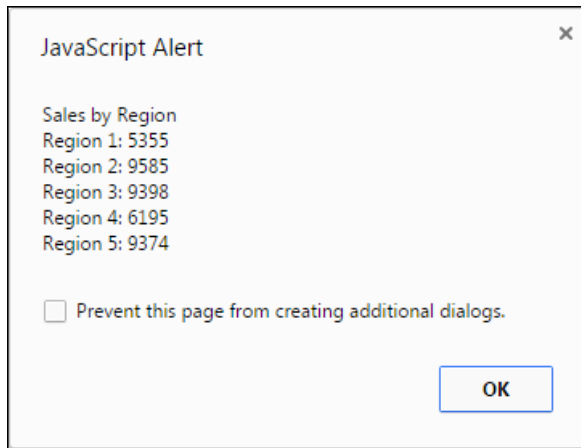 JavaScript Alert
Sales by Region
Region 1: 5355
Region 2: 9585
Region 3: 9398
Region 4: 6195
Region 5: 9374
Prevent this page from creating additional dialogs.
OK